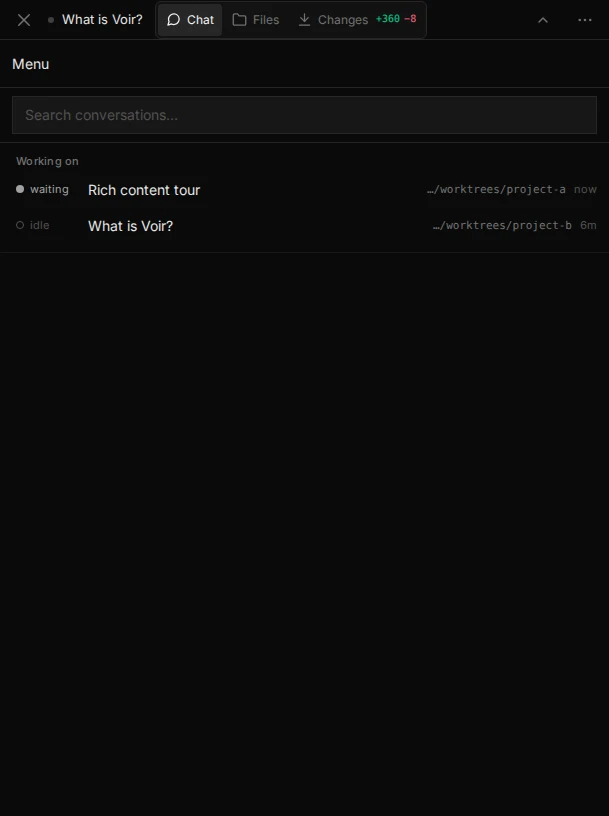 What is Voir? Chat Files Changes +360 −8
Menu
Search conversations...
Working on
waiting Rich content tour …/worktrees/project-a now
idle What is Voir? …/worktrees/project-b 6m